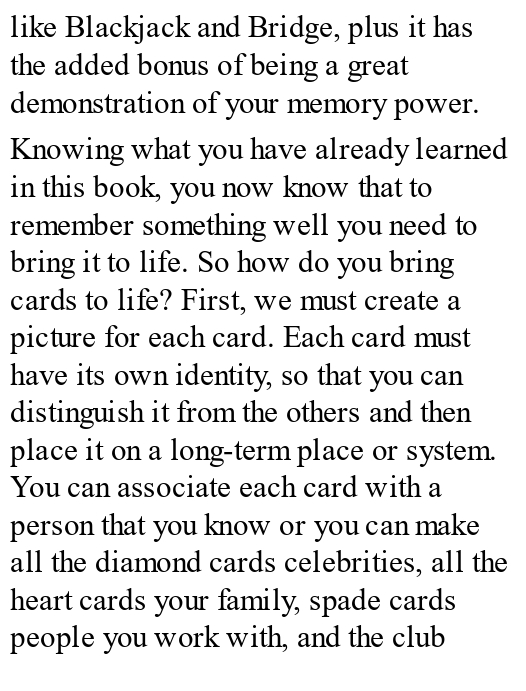 like Blackjack and Bridge, plus it has
the added bonus of being a great
demonstration of your memory power.
Knowing what you have already learned
in this book, you now know that to
remember something well you need to
bring it to life. So how do you bring
cards to life? First, we must create a
picture for each card. Each card must
have its own identity, so that you can
distinguish it from the others and then
place it on a long-term place or system.
You can associate each card with a
person that you know or you can make
all the diamond cards celebrities, all the
heart cards your family, spade cards
people you work with, and the club